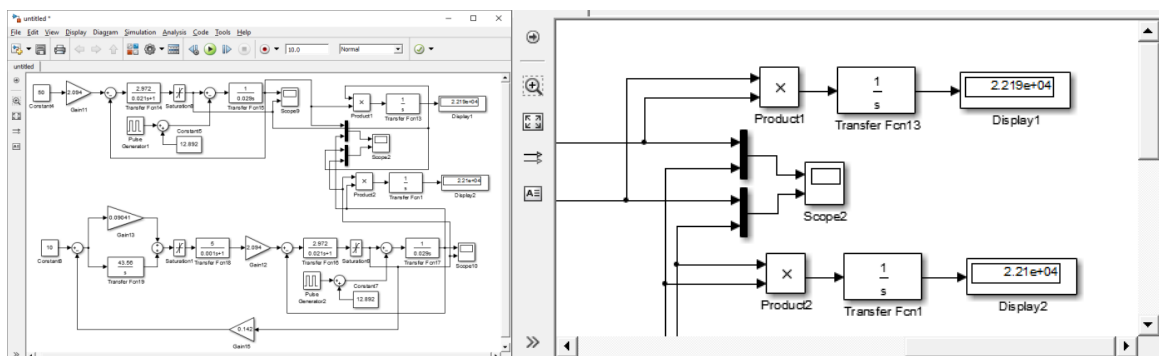 untitled *
File Edit View Display Diagram Simulation Analysis Code Tools Help
10.0
Normal
untitled
50
Constant4
2.094
Gain11
2.972
0.021s+1
Transfer Fcn14
Saturation5
1
0.029s
Transfer Fcn15
Scope9
×
Product1
1
s
Transfer Fcn13
2.219e+04
Display1
Pulse
Generator1
Constant5
12.892
Scope2
×
Product2
1
s
Transfer Fcn1
2.21e+04
Display2
0.09041
Gain13
10
Constant8
43.56
s
Transfer Fcn19
Saturation1
5
0.001s+1
Transfer Fcn18
2.094
Gain12
2.972
0.021s+1
Transfer Fcn16
1
0.029s
Transfer Fcn17
Scope10
Pulse
Generator2
Constant7
12.892
0.142
Gain15
×
Product1
1
s
Transfer Fcn13
2.219e+04
Display1
Scope2
×
Product2
1
s
Transfer Fcn1
2.21e+04
Display2